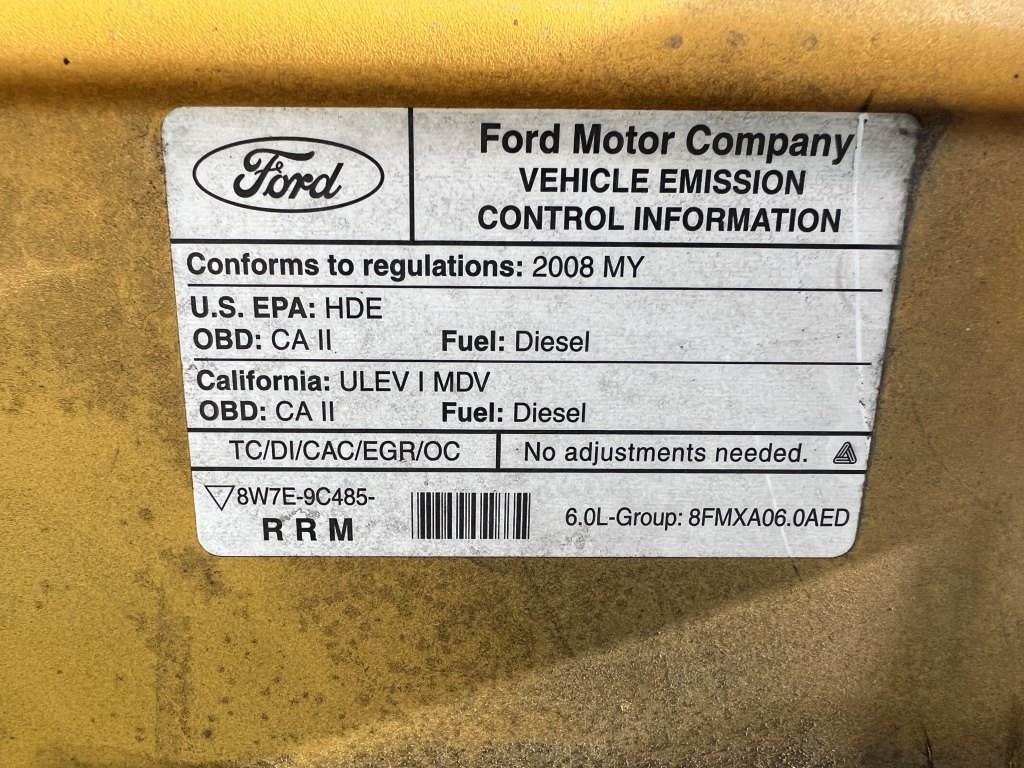 Ford
Ford Motor Company
VEHICLE EMISSION
CONTROL INFORMATION
Conforms to regulations: 2008 MY
U.S. EPA: HDE
OBD: CA II Fuel: Diesel
California: ULEV I MDV
OBD: CA II Fuel: Diesel
TC/DI/CAC/EGR/OC No adjustments needed.
8W7E-9C485-
R R M
6.0L-Group: 8FMXA06.0AED